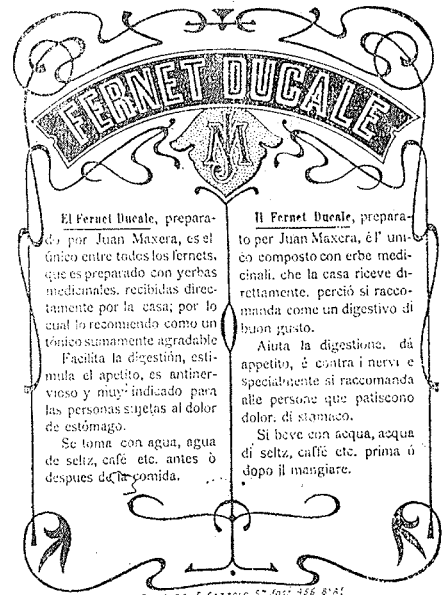 FERNET DUCALE
JM
El Fernet Ducale, prepara-
do por Juan Maxera, es el
único entre todos los fernets,
que es preparado con yerbas
medicinales, recibidas direc-
tamente por la casa; por lo
cual lo recomiendo como un
tónico sumamente agradable
Facilita la digestión, esti-
mula el apetito, es antiner-
vioso y muy indicado para
las personas sujetas al dolor
de estómago.
Se toma con agua, agua
de seltz, café etc. antes ò
despues de la comida.
Il Fernet Ducale, prepara-
to per Juan Maxera, é l' uni-
co composto con erbe medi-
cinali, che la casa riceve di-
rettamente, perció si racco-
manda come un digestivo di
buon gusto.
Aiuta la digestione, dá
appetito, é contra i nervi e
specialmente si raccomanda
alle persone que patiscono
dolor, di stomaco.
Si beve con acqua, acqua
di seltz, caffé etc. prima ó
dopo il mangiare.